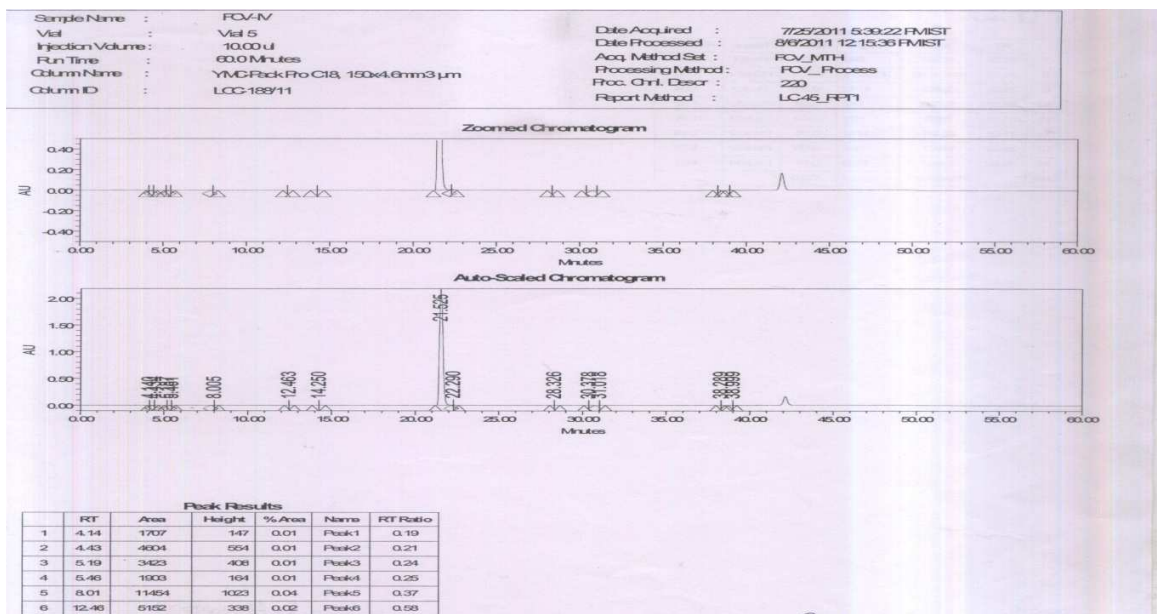 Sample Name : FCV-IV
Vial : Vial 5
Injection Volume : 10.00 ul
Run Time : 60.0 Minutes
Column Name : YMC-Pack Pro C18, 150x4.6mm3 µm
Column ID : LCC-188/11
Date Acquired : 7/25/2011 5:39:22 PM IST
Date Processed : 8/6/2011 12:15:36 PM IST
Acq. Method Set : FCV_MTH
Processing Method : FCV_Process
Proc. Chnl. Descr : 220
Report Method : LC45_RPT1
Zoomed Chromatogram
AU
0.40
0.20
0.00
-0.20
-0.40
0.00 5.00 10.00 15.00 20.00 25.00 30.00 35.00 40.00 45.00 50.00 55.00 60.00
Minutes
Auto-Scaled Chromatogram
AU
2.00
1.50
1.00
0.50
0.00
8.005 12.463 14.250 21.525 22.290 28.326 30.378 31.018 38.989
0.00 5.00 10.00 15.00 20.00 25.00 30.00 35.00 40.00 45.00 50.00 55.00 60.00
Minutes
Peak Results
RT Area Height % Area Name RT Ratio
1 4.14 1707 147 0.01 Peak1 0.19
2 4.43 4604 554 0.01 Peak2 0.21
3 5.19 3423 408 0.01 Peak3 0.24
4 5.46 1903 164 0.01 Peak4 0.25
5 8.01 11454 1023 0.04 Peak5 0.37
6 12.46 5152 338 0.02 Peak6 0.58